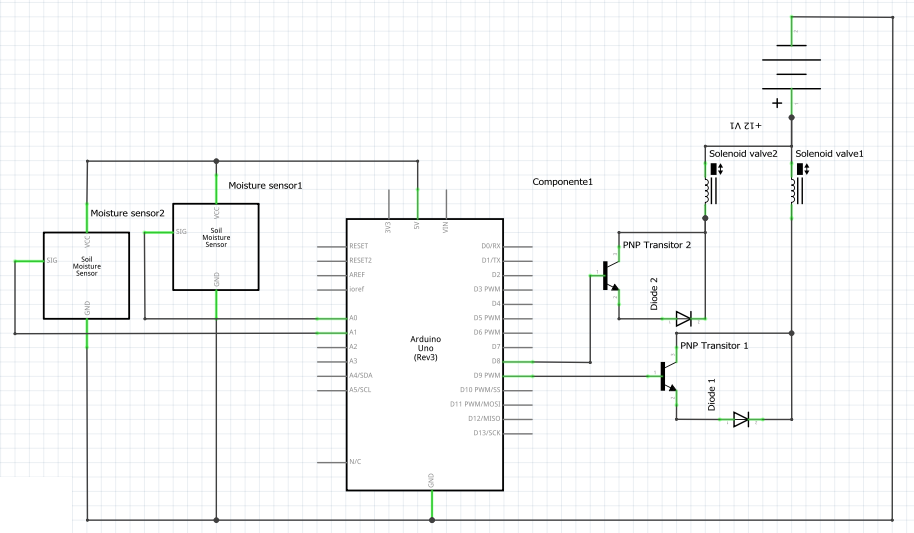 +12 V1
Solenoid valve2
Solenoid valve1
Moisture sensor1
Componente1
Moisture sensor2
VCC
SIG
Soil
Moisture
Sensor
GND
VCC
SIG
Soil
Moisture
Sensor
GND
3V3
5V
VIN
RESET
RESET2
AREF
ioref
A0
A1
A2
A3
A4/SDA
A5/SCL
N/C
Arduino
Uno
(Rev3)
D0/RX
D1/TX
D2
D3 PWM
D4
D5 PWM
D6 PWM
D7
D8
D9 PWM
D10 PWM/SS
D11 PWM/MOSI
D12/MISO
D13/SCK
GND
PNP Transitor 2
Diode 2
PNP Transitor 1
Diode 1